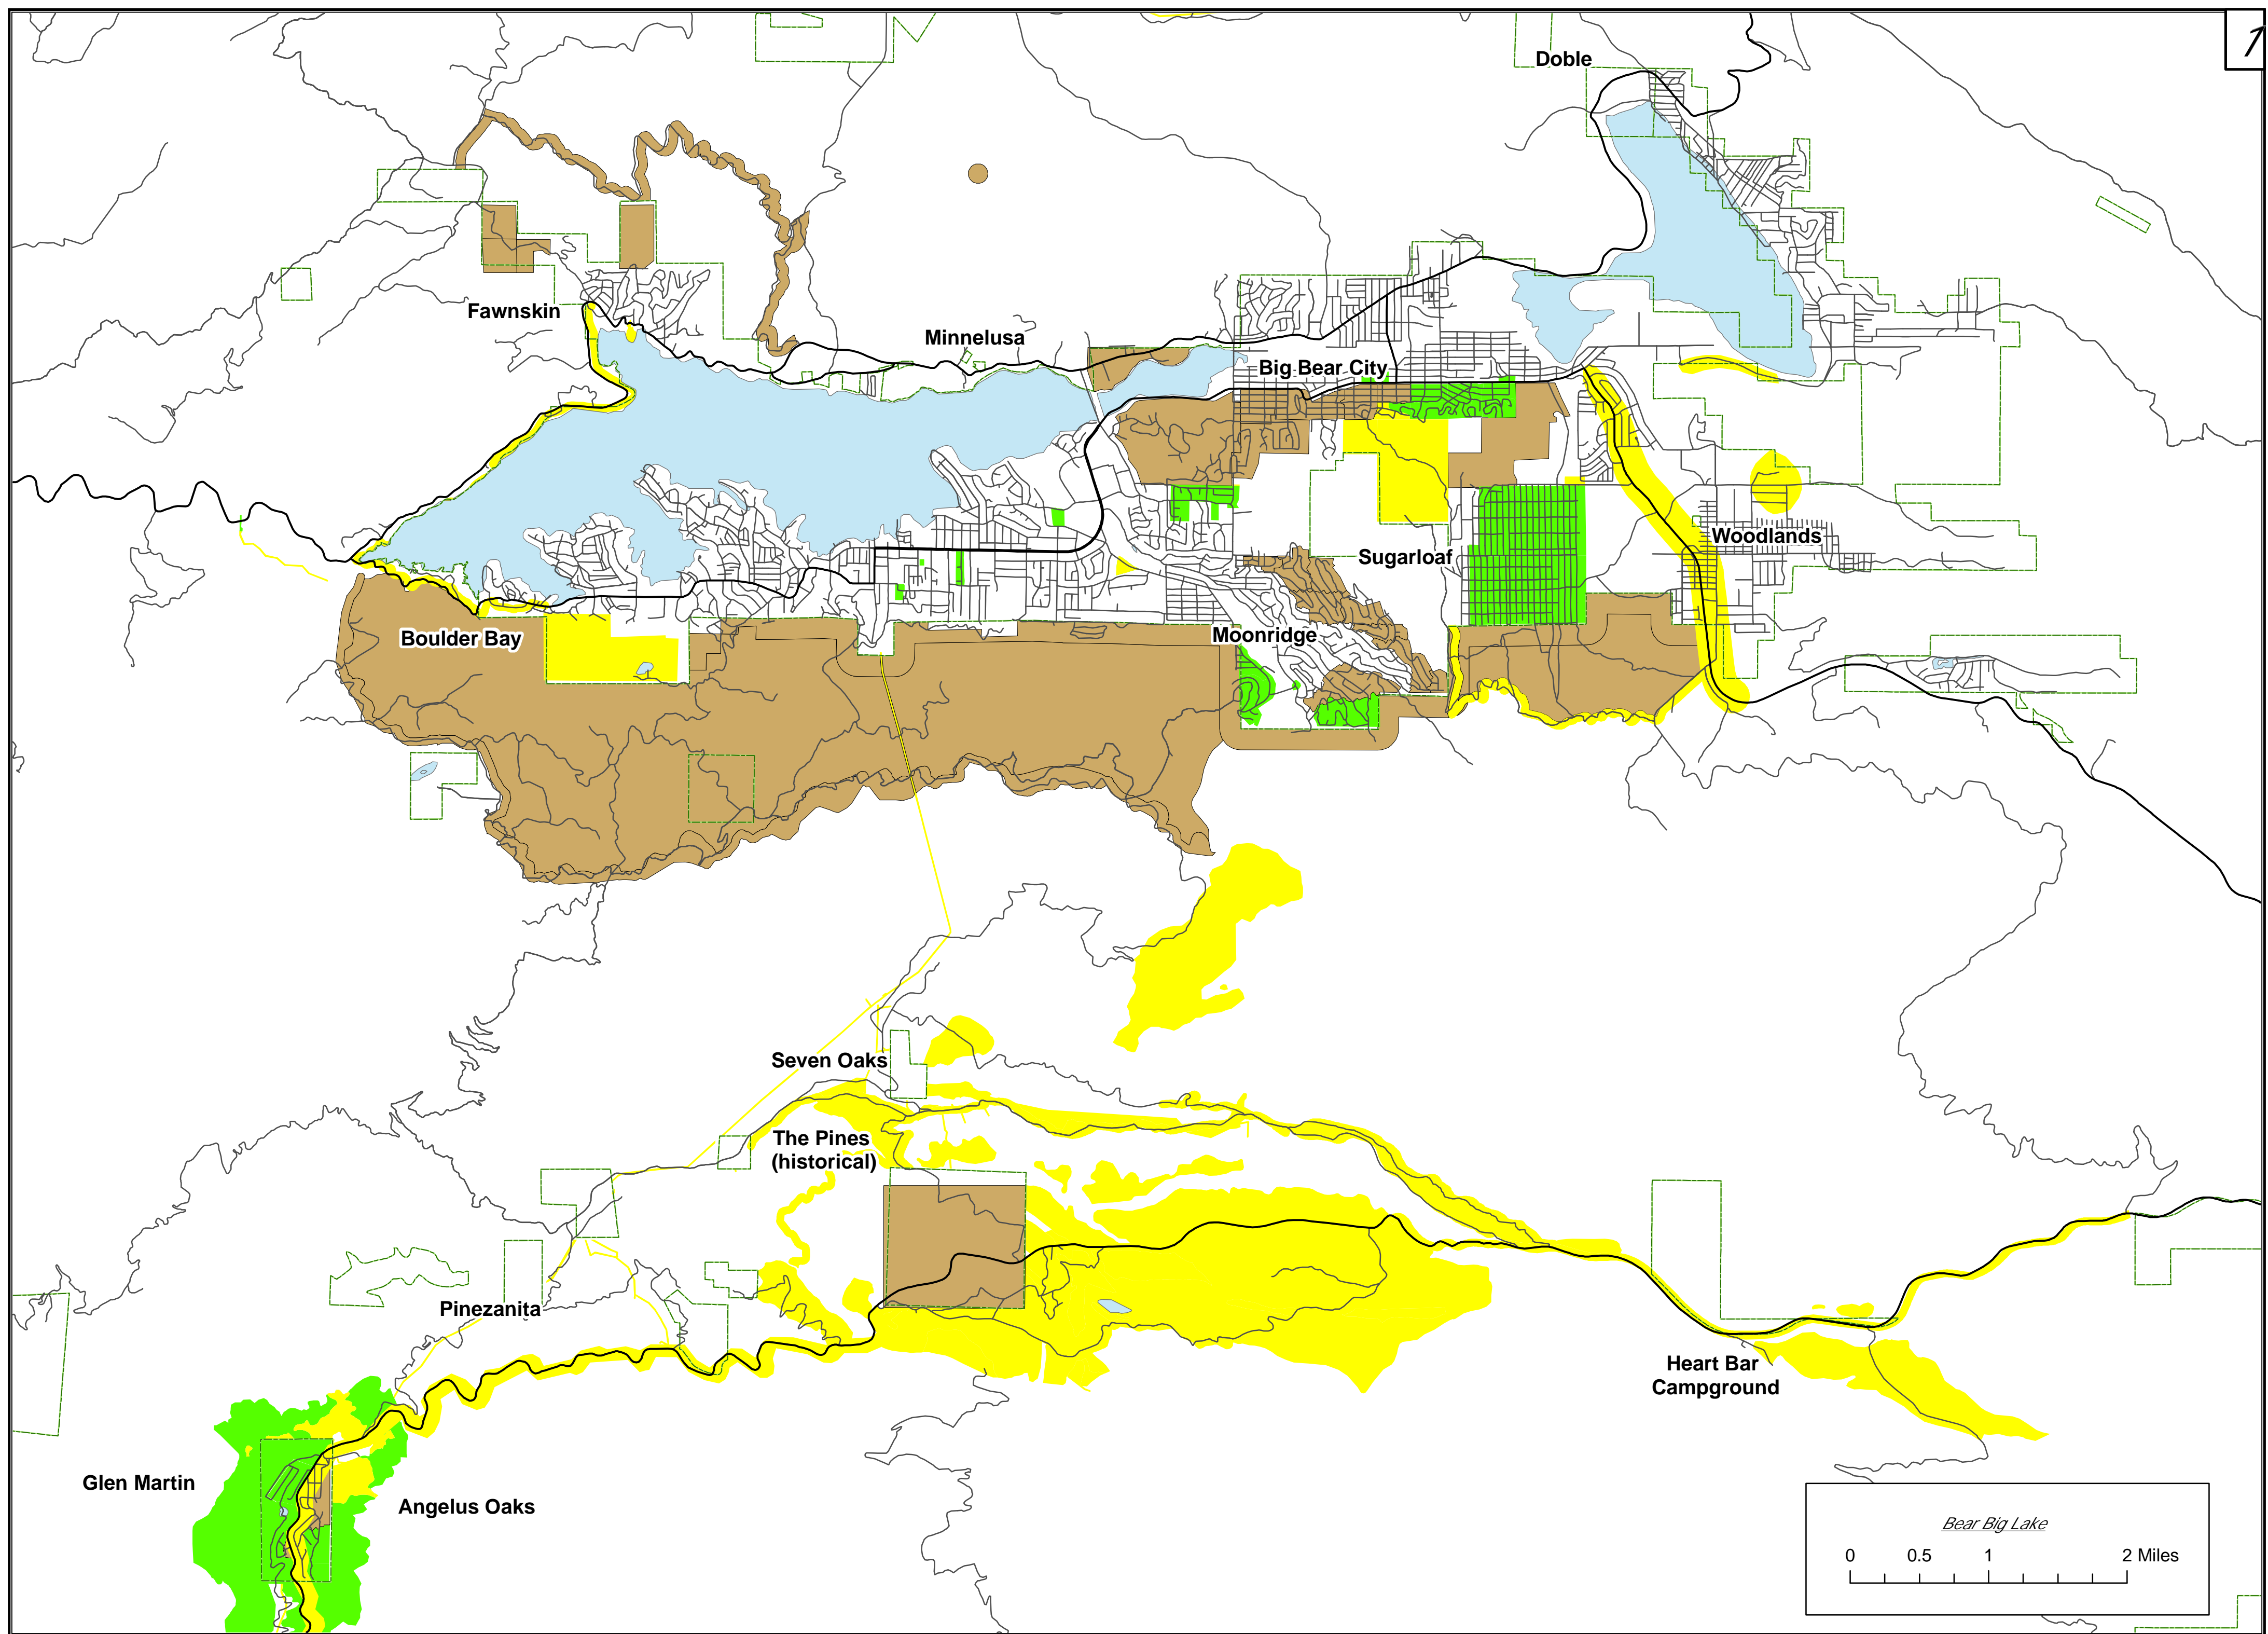 1
Doble
Fawnskin
Minnelusa
Big Bear City
Woodlands
Sugarloaf
Boulder Bay
Moonridge
Seven Oaks
The Pines
(historical)
Pinezanita
Heart Bar
Campground
Glen Martin
Angelus Oaks
Bear Big Lake
0 0.5 1 2 Miles